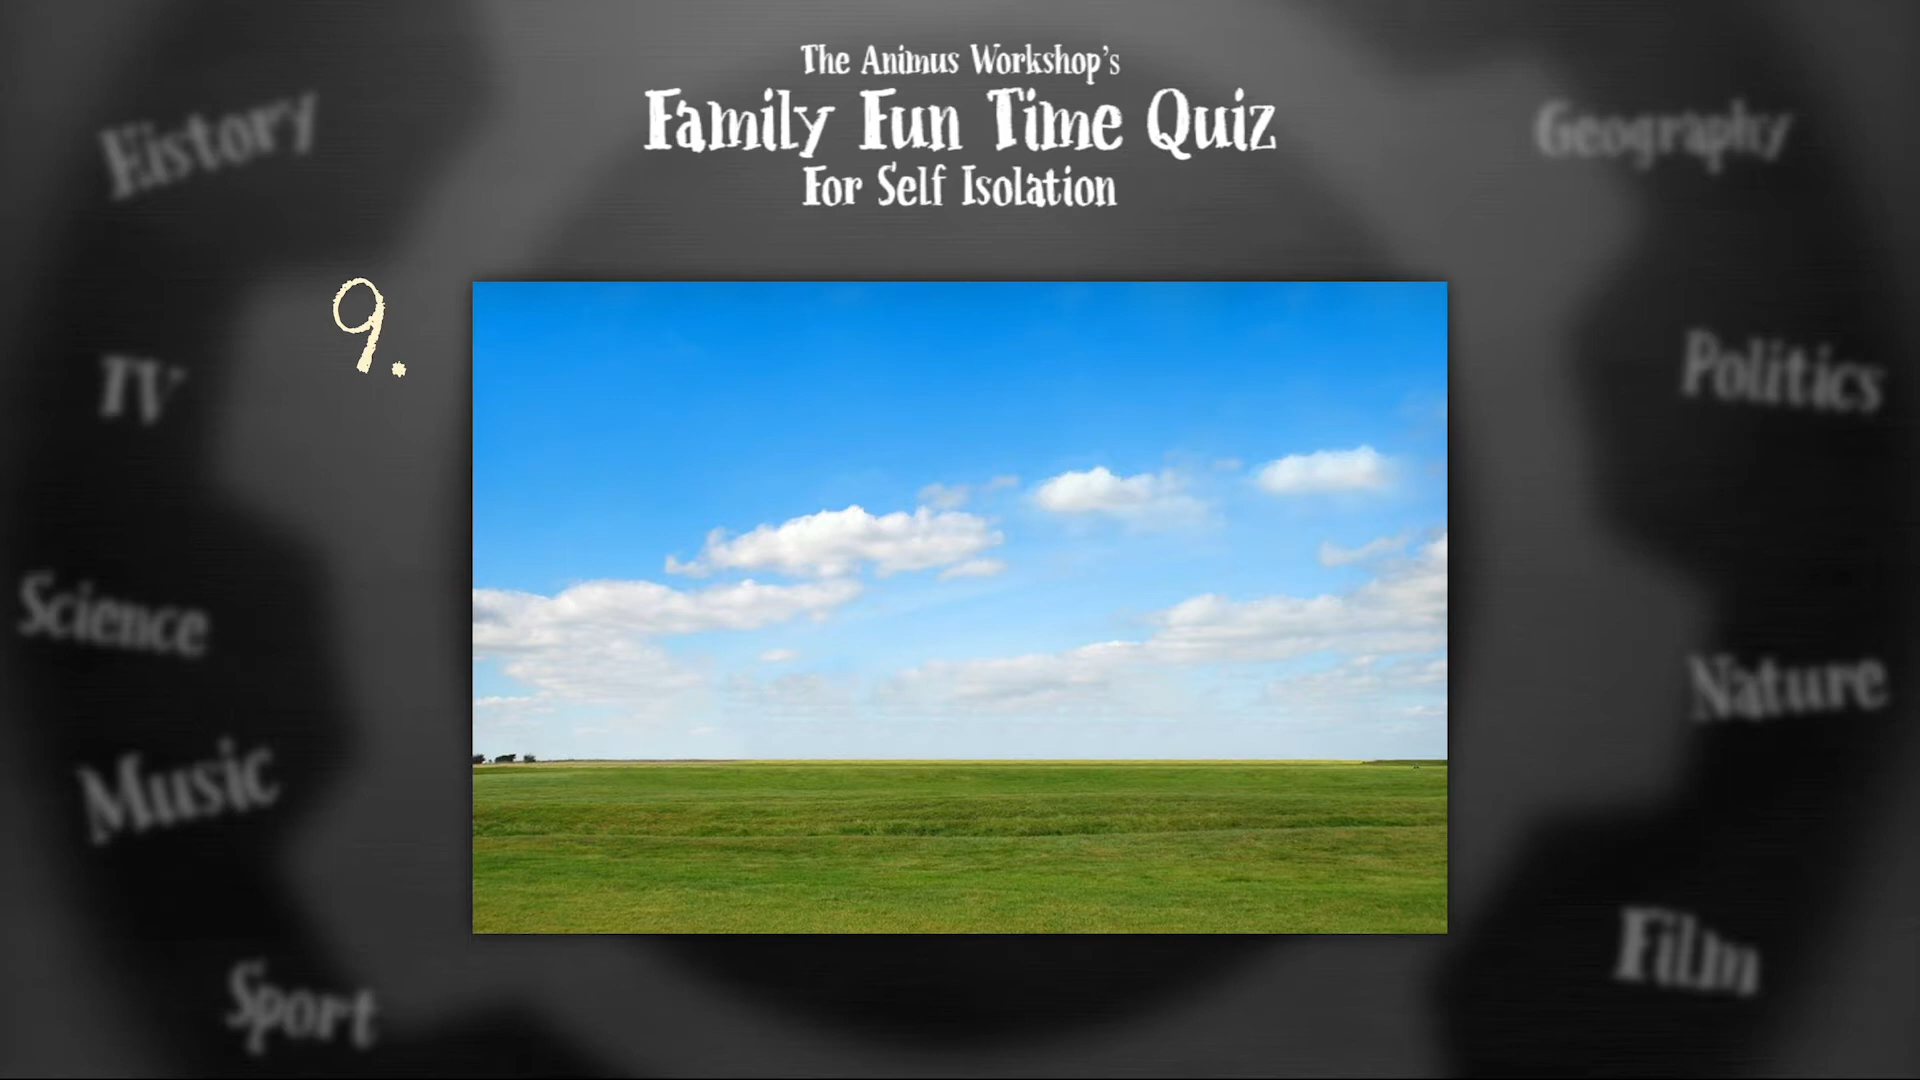 The Animus Workshop's
Family Fun Time Quiz
For Self Isolation
History
Geography
9.
TV
Politics
Science
Nature
Music
Film
Sport